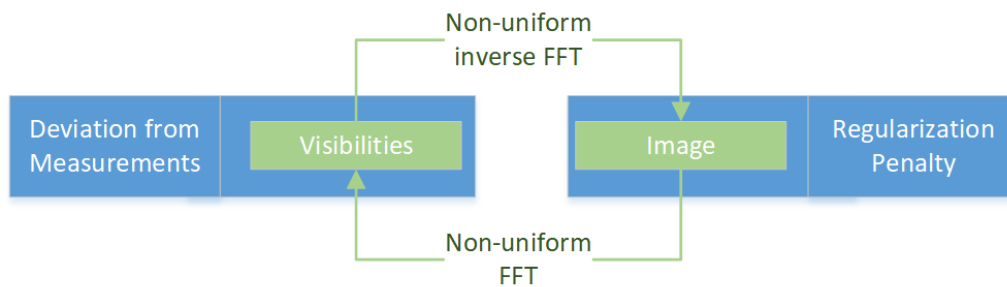 Non-uniform
inverse FFT
Deviation from
Measurements
Visibilities
Image
Regularization
Penalty
Non-uniform
FFT